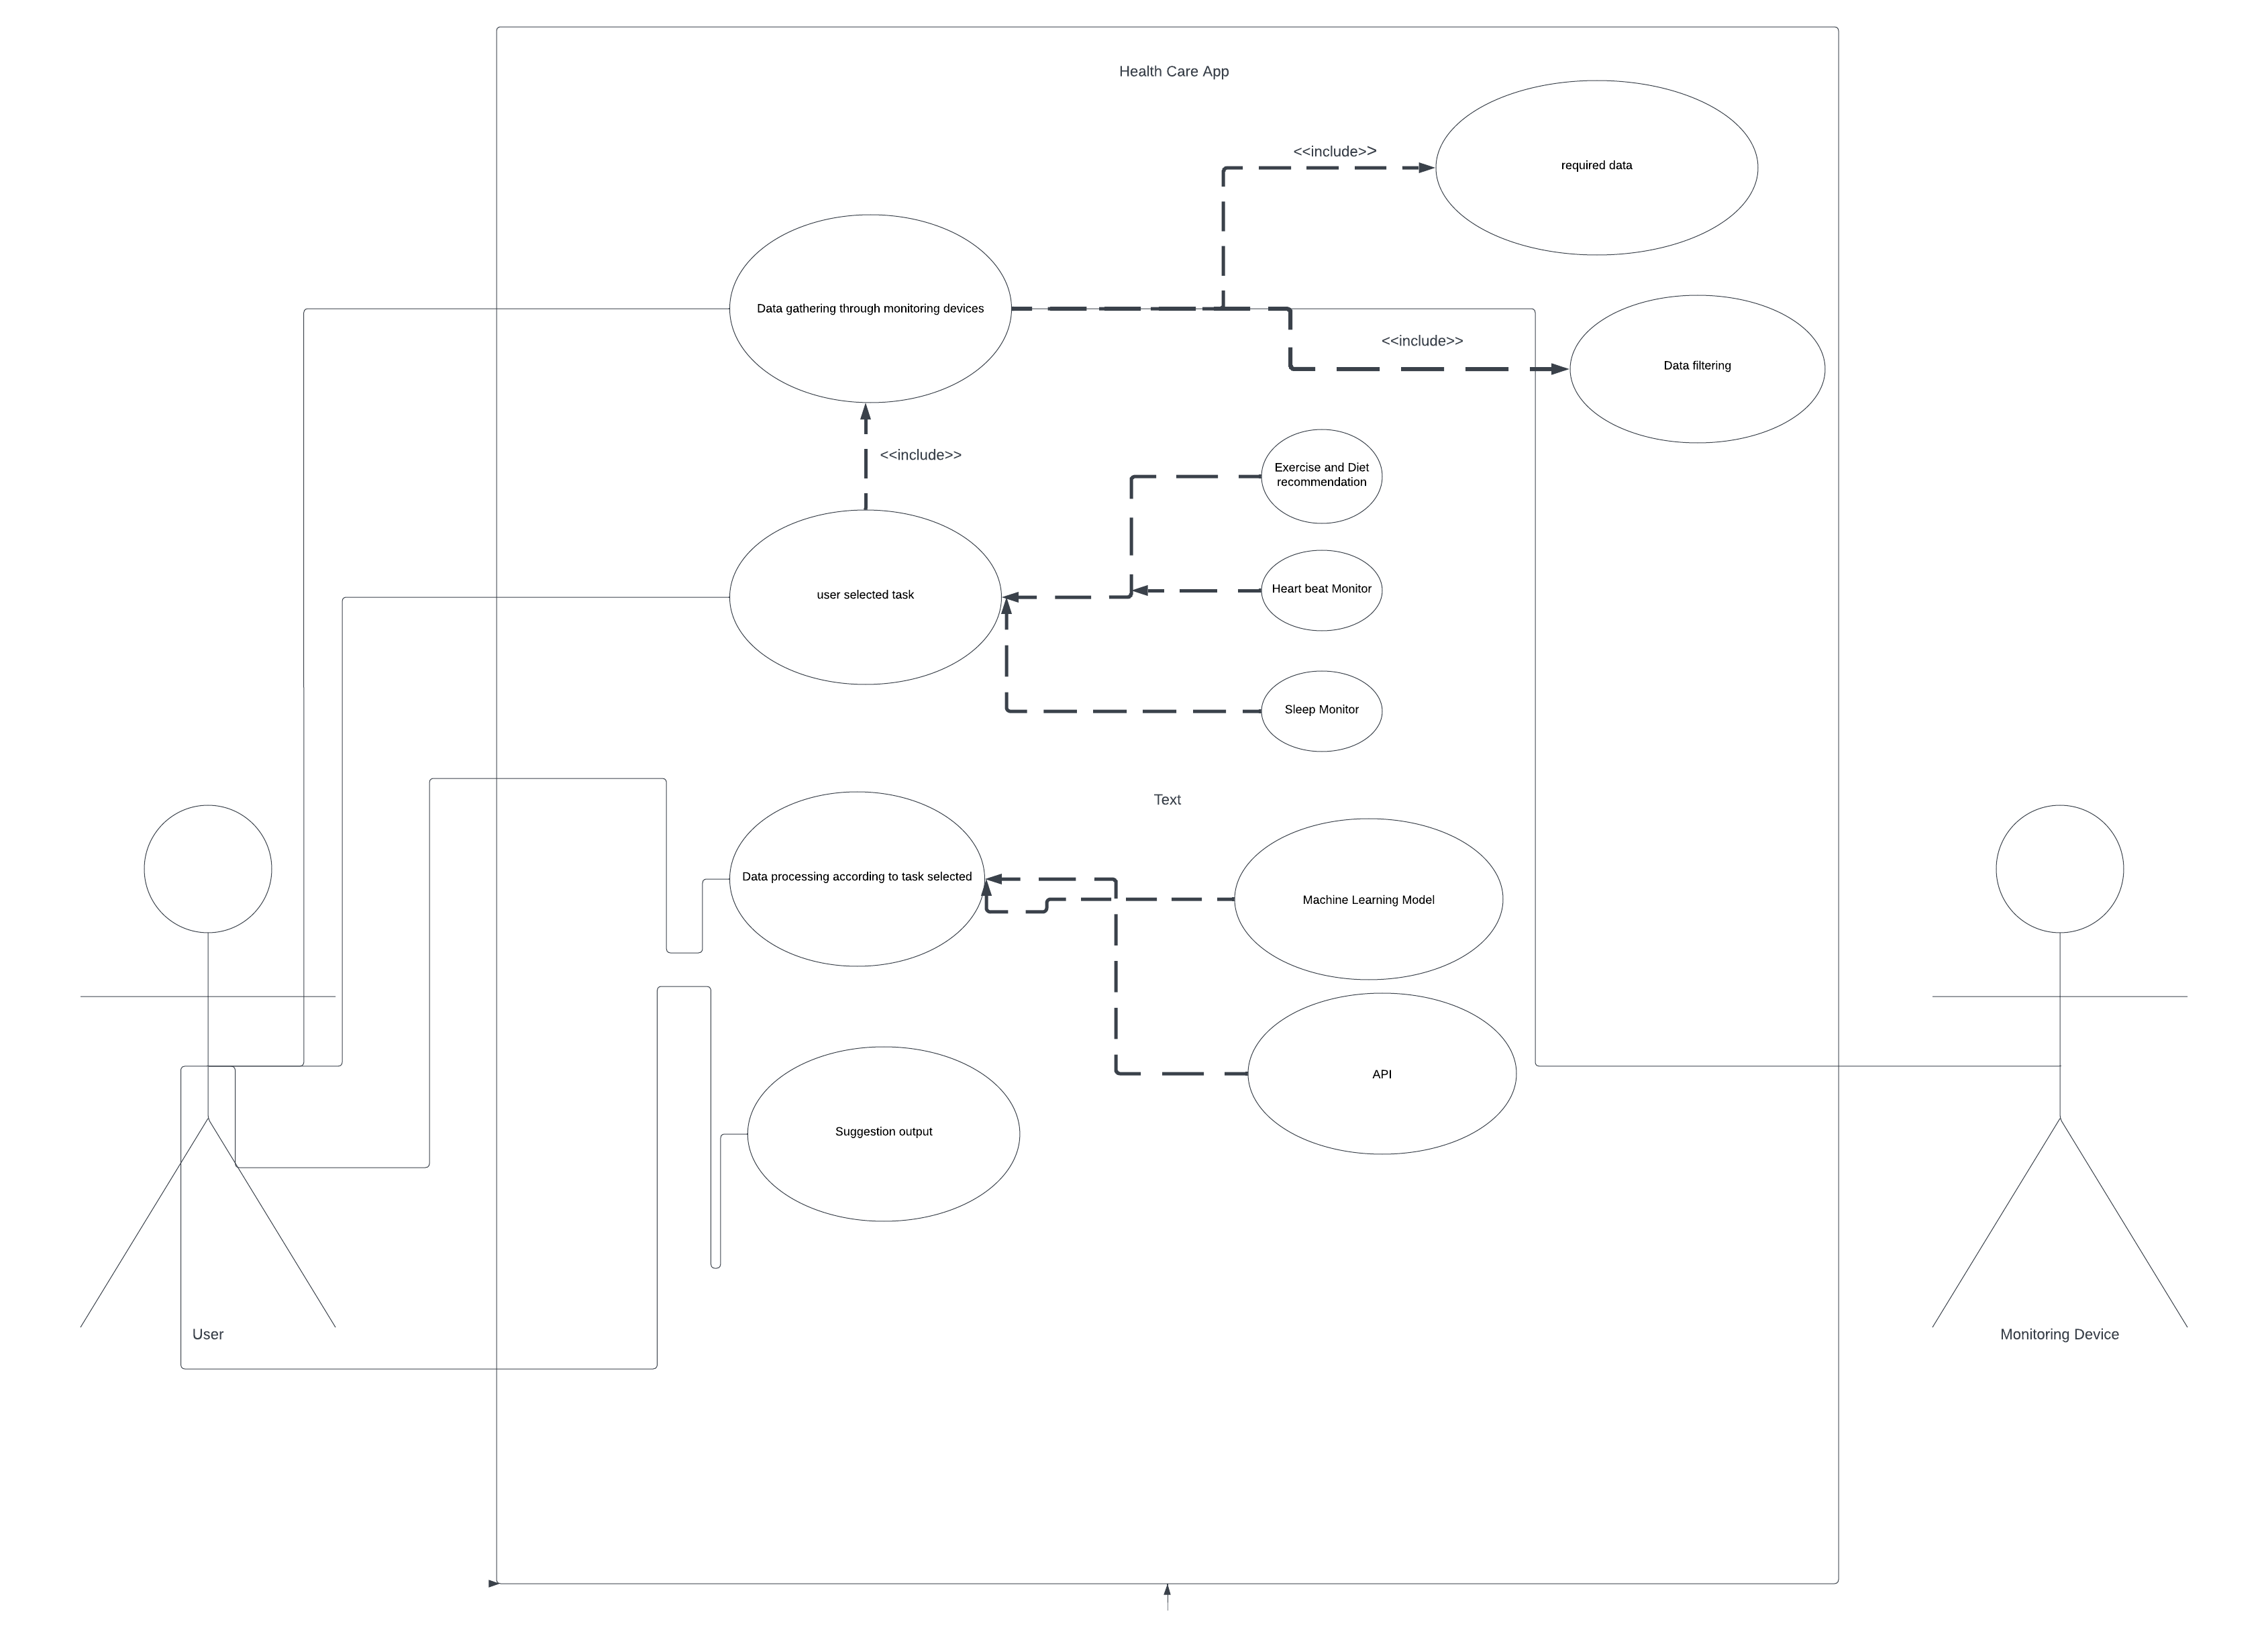 Health Care App
<<include>>
required data
Data gathering through monitoring devices
<<include>>
Data filtering
<<include>>
Exercise and Diet
recommendation
user selected task
Heart beat Monitor
Sleep Monitor
Text
Data processing according to task selected
Machine Learning Model
API
Suggestion output
User
Monitoring Device